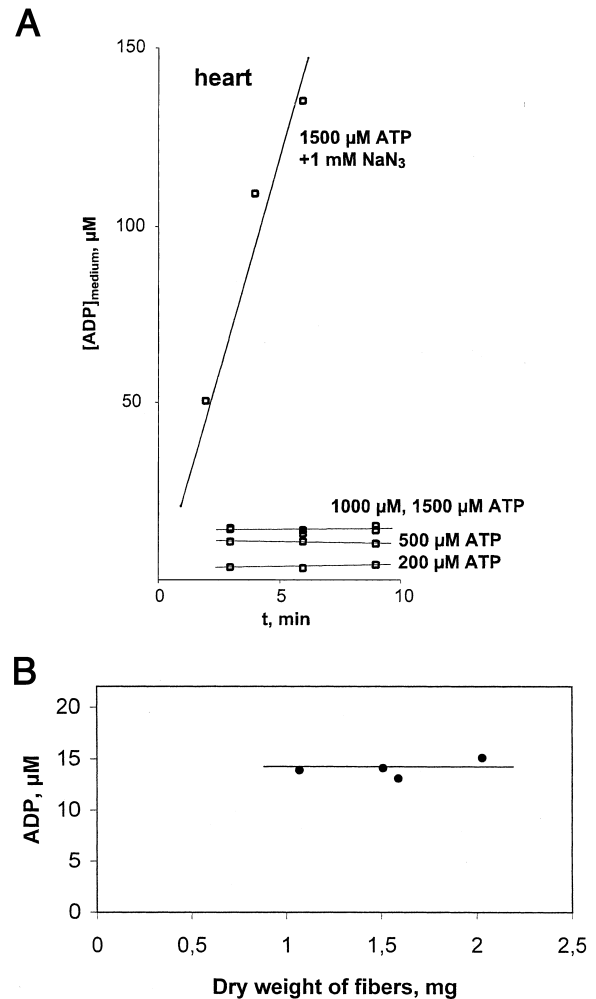 A
150
heart
1500 µM ATP
+1 mM NaN3
100
[ADP]medium, µM
50
1000 µM, 1500 µM ATP
500 µM ATP
200 µM ATP
0
5
10
t, min
B
20
15
10
5
0
ADP, µM
0
0,5
1
1,5
2
2,5
Dry weight of fibers, mg